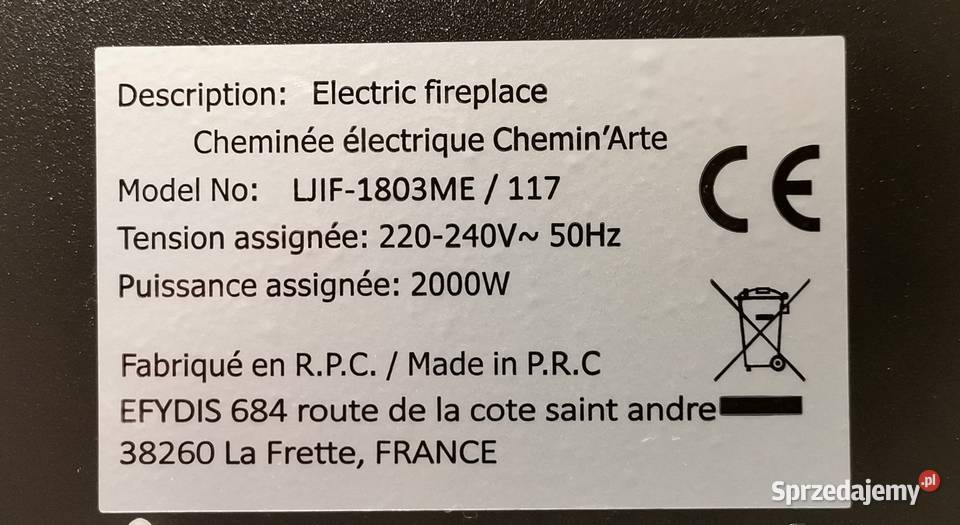 Description: Electric fireplace
Cheminée électrique Chemin'Arte
Model No: LJIF-1803ME / 117
Tension assignée: 220-240V~ 50Hz
Puissance assignée: 2000W
CE
Fabriqué en R.P.C. / Made in P.R.C
EFYDIS 684 route de la cote saint andre
38260 La Frette, FRANCE
Sprzedajemy.pl